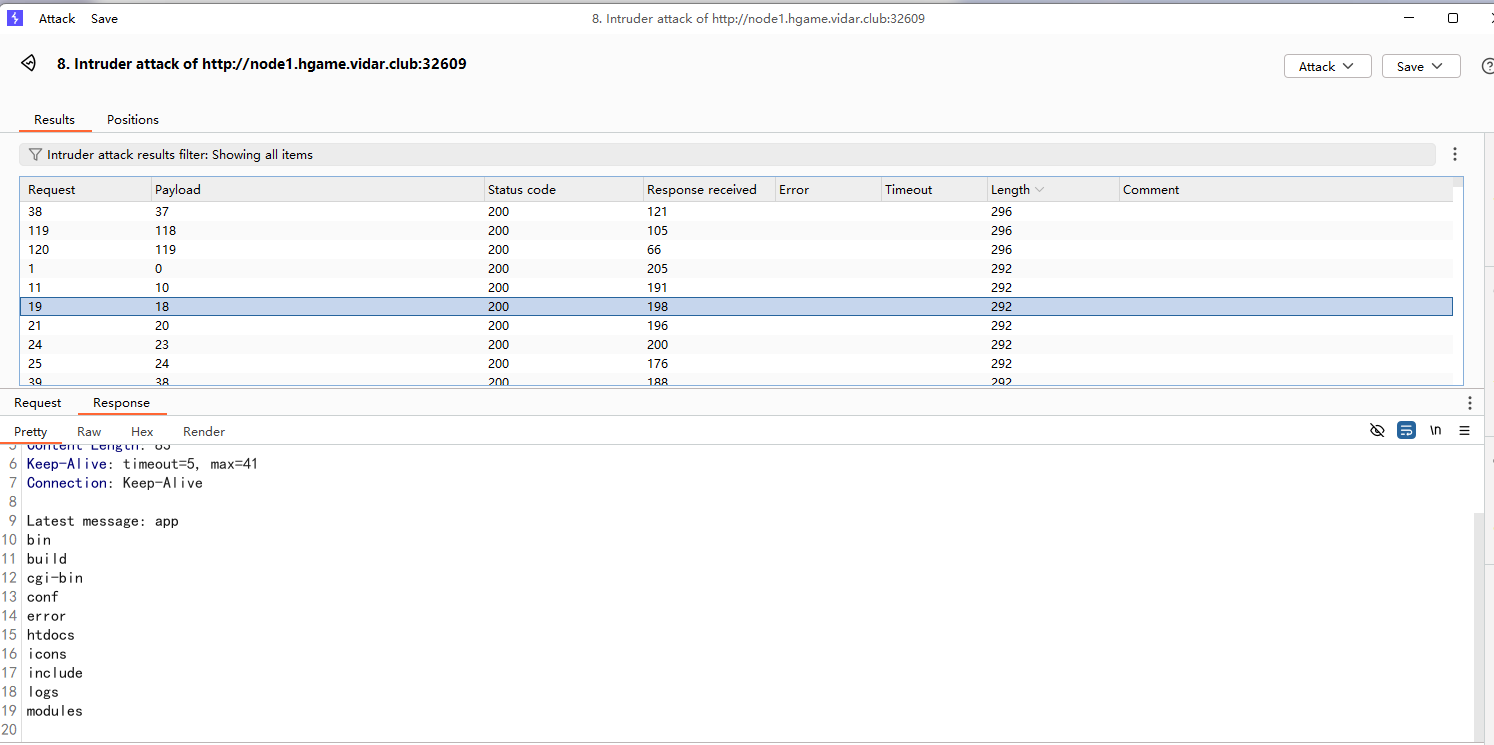 Attack Save 8. Intruder attack of http://node1.hgame.vidar.club:32609
8. Intruder attack of http://node1.hgame.vidar.club:32609 Attack Save
Results Positions
Intruder attack results filter: Showing all items
Request Payload Status code Response received Error Timeout Length Comment
38 37 200 121 296
119 118 200 105 296
120 119 200 66 296
1 0 200 205 292
11 10 200 191 292
19 18 200 198 292
21 20 200 196 292
24 23 200 200 292
25 24 200 176 292
39 38 200 188 292
Request Response
Pretty Raw Hex Render \n
5 Content-Length: 83
6 Keep-Alive: timeout=5, max=41
7 Connection: Keep-Alive
8
9 Latest message: app
10 bin
11 build
12 cgi-bin
13 conf
14 error
15 htdocs
16 icons
17 include
18 logs
19 modules
20